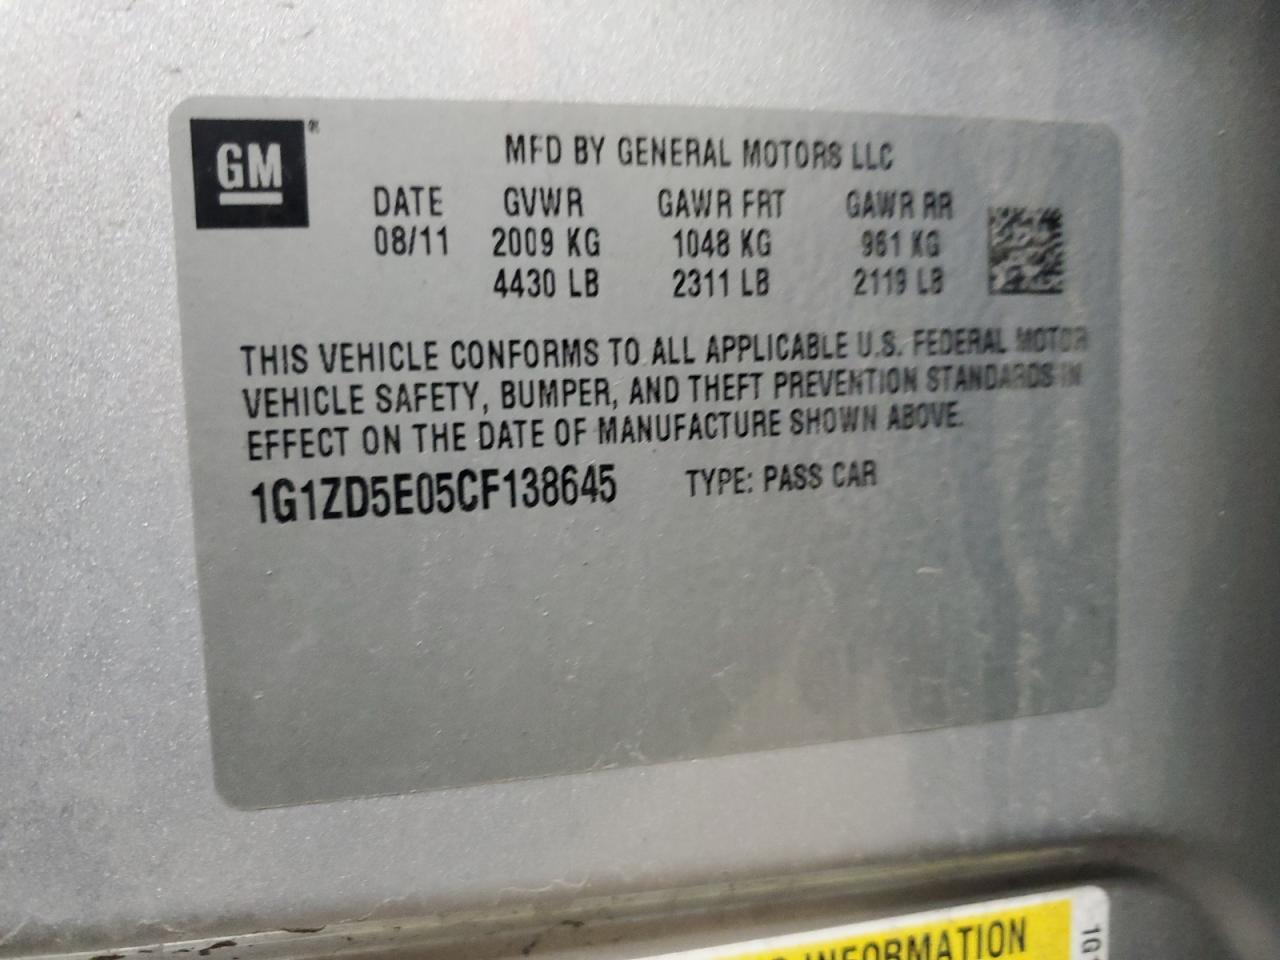 GM®
MFD BY GENERAL MOTORS LLC
DATE GVWR GAWR FRT GAWR RR
08/11 2009 KG 1048 KG 961 KG
4430 LB 2311 LB 2119 LB
THIS VEHICLE CONFORMS TO ALL APPLICABLE U.S. FEDERAL MOTOR
VEHICLE SAFETY, BUMPER, AND THEFT PREVENTION STANDARDS IN
EFFECT ON THE DATE OF MANUFACTURE SHOWN ABOVE.
1G1ZD5E05CF138645 TYPE: PASS CAR
INFORMATION